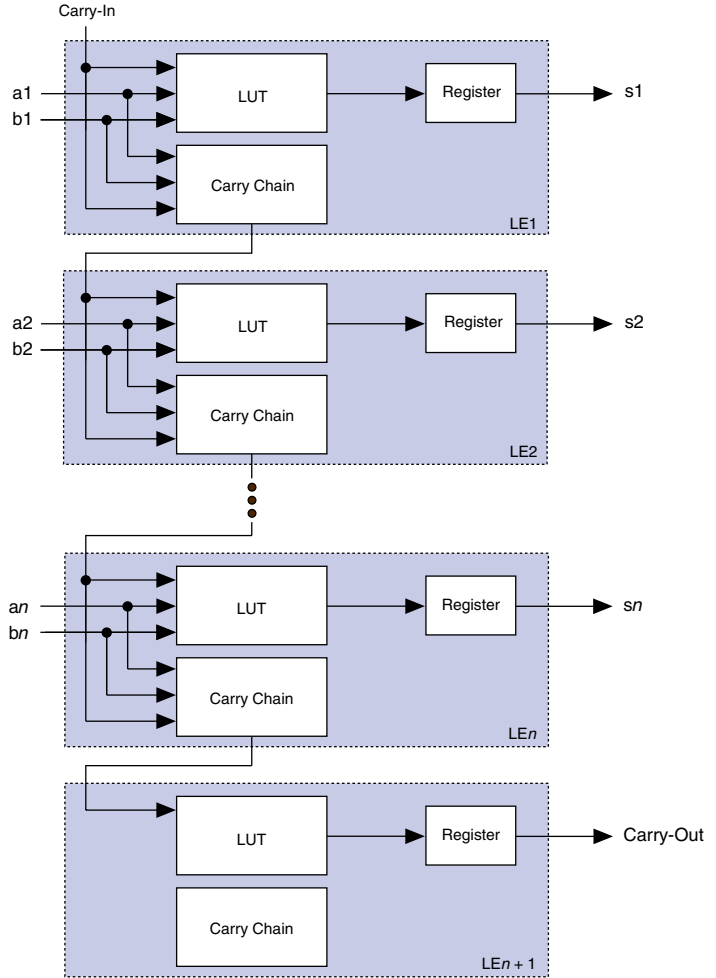 Carry-In
a1
b1
LUT
Register
s1
Carry Chain
LE1
a2
b2
LUT
Register
s2
Carry Chain
LE2
an
bn
LUT
Register
sn
Carry Chain
LEn
LUT
Register
Carry-Out
Carry Chain
LEn + 1